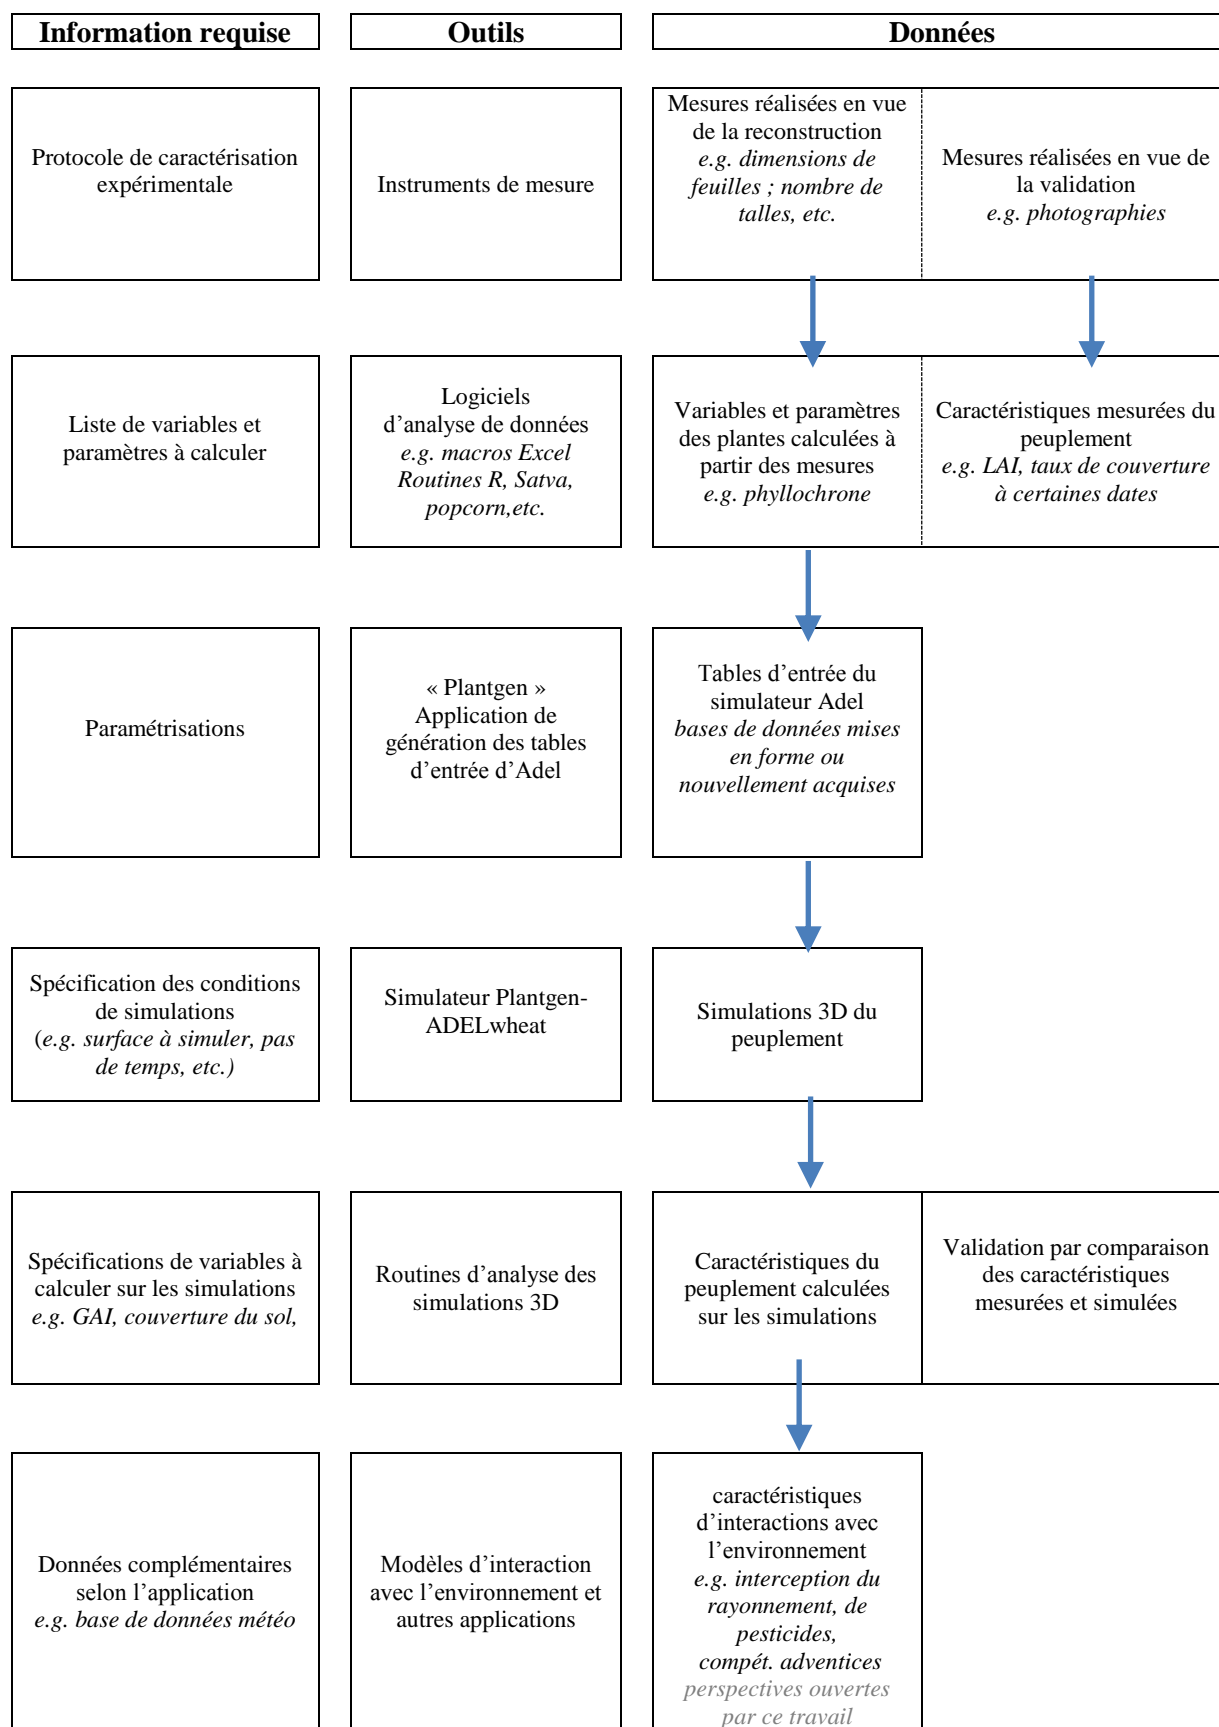 Information requise
Outils
Données
Protocole de caractérisation
expérimentale
Instruments de mesure
Mesures réalisées en vue
de la reconstruction
e.g. dimensions de
feuilles ; nombre de
talles, etc.
Mesures réalisées en vue de
la validation
e.g. photographies
Liste de variables et
paramètres à calculer
Logiciels
d’analyse de données
e.g. macros Excel
Routines R, Satva,
popcorn,etc.
Variables et paramètres
des plantes calculées à
partir des mesures
e.g. phyllochrone
Caractéristiques mesurées du
peuplement
e.g. LAI, taux de couverture
à certaines dates
Paramétrisations
« Plantgen »
Application de
génération des tables
d’entrée d’Adel
Tables d’entrée du
simulateur Adel
bases de données mises
en forme ou
nouvellement acquises
Spécification des conditions
de simulations
(e.g. surface à simuler, pas
de temps, etc.)
Simulateur Plantgen-
ADELwheat
Simulations 3D du
peuplement
Spécifications de variables à
calculer sur les simulations
e.g. GAI, couverture du sol,
Routines d’analyse des
simulations 3D
Caractéristiques du
peuplement calculées
sur les simulations
Validation par comparaison
des caractéristiques
mesurées et simulées
Données complémentaires
selon l’application
e.g. base de données météo
Modèles d’interaction
avec l’environnement et
autres applications
caractéristiques
d’interactions avec
l’environnement
e.g. interception du
rayonnement, de
pesticides,
compét. adventices
perspectives ouvertes
par ce travail